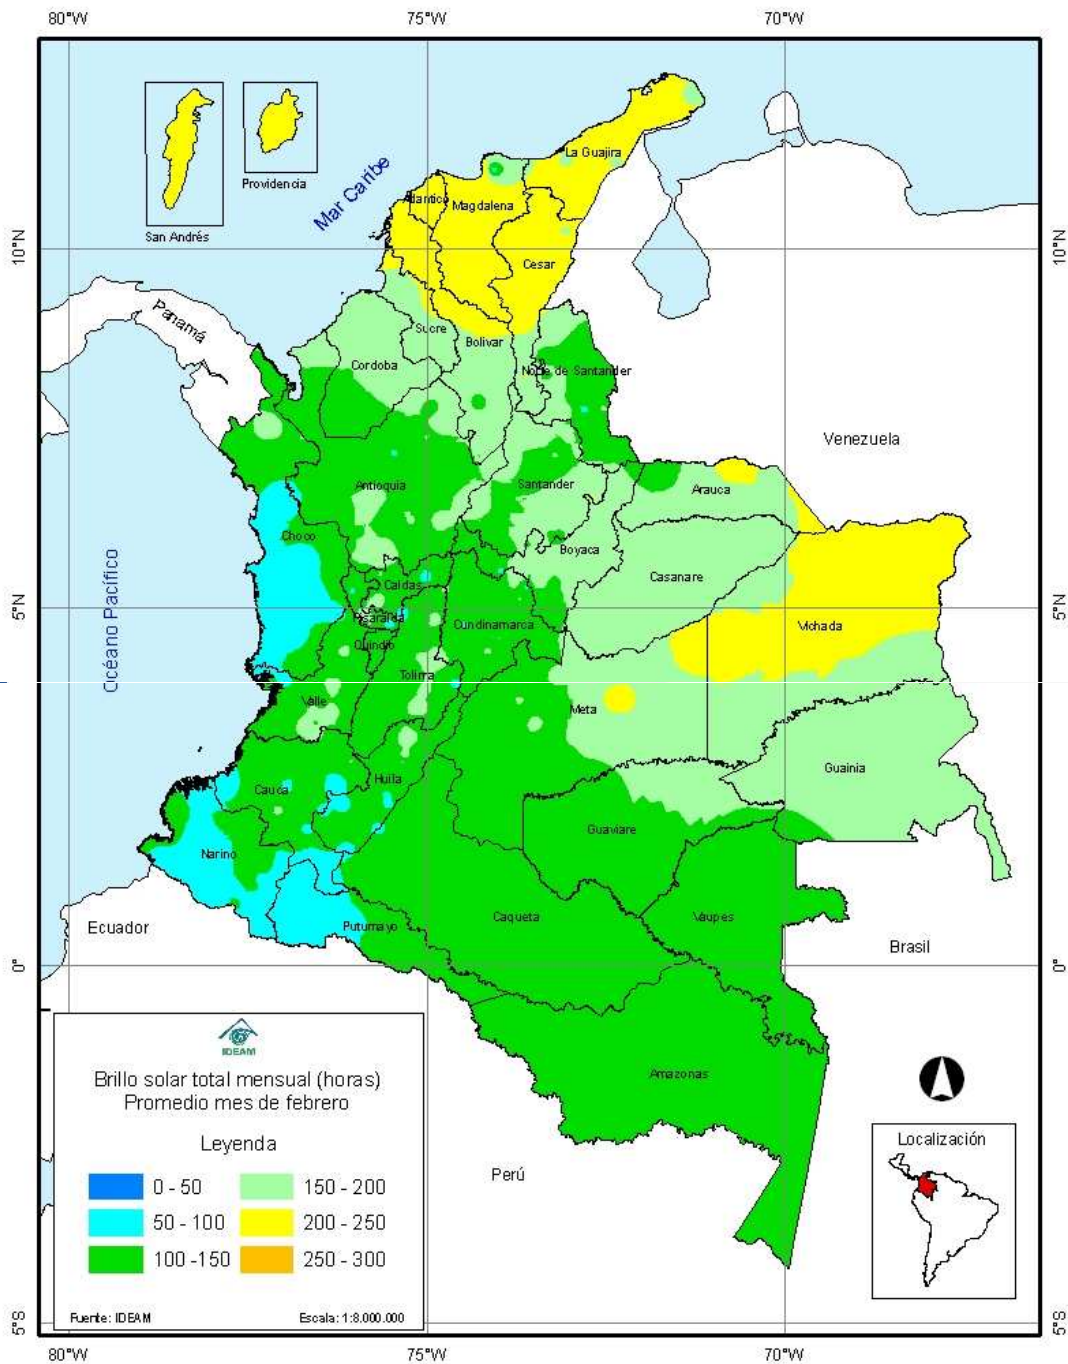 80°W 75°W 70°W
San Andrés
Providencia
Mar Caribe
La Guajira
Atlantico
Magdalena
Cesar
10°N
10°N
Panamá
Sucre
Bolivar
Cordoba
Norte de Santander
Venezuela
Antioquia
Santander
Arauca
Choco
Boyaca
Casanare
Océano Pacífico
Caldas
5°N
5°N
Risaralda
Cundinamarca
Vichada
Quindio
Tolima
Valle
Meta
Cauca
Huila
Guainia
Guaviare
Narino
Caqueta
Vaupes
Putumayo
Ecuador
Brasil
0°
0°
Amazonas
Perú
IDEAM
Brillo solar total mensual (horas)
Promedio mes de febrero
Leyenda
0 - 50
50 - 100
100 -150
150 - 200
200 - 250
250 - 300
Fuente: IDEAM
Escala: 1:8.000.000
Localización
5°S
5°S
80°W 75°W 70°W